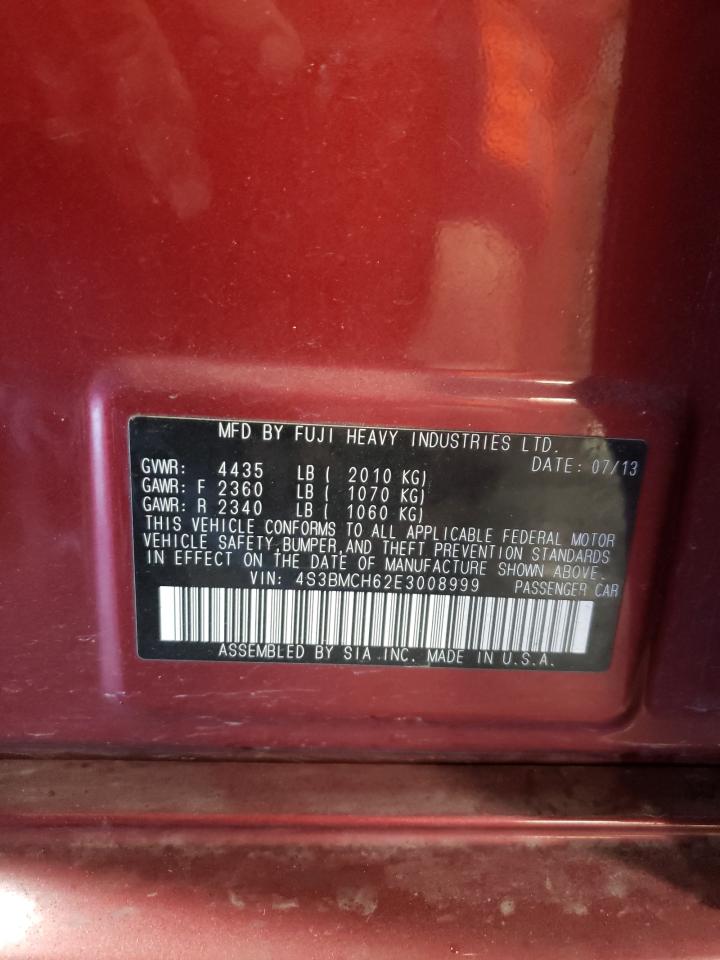 MFD BY FUJI HEAVY INDUSTRIES LTD.
DATE: 07/13
GVWR: 4435 LB ( 2010 KG)
GAWR: F 2360 LB ( 1070 KG)
GAWR: R 2340 LB ( 1060 KG)
THIS VEHICLE CONFORMS TO ALL APPLICABLE FEDERAL MOTOR
VEHICLE SAFETY, BUMPER, AND THEFT PREVENTION STANDARDS
IN EFFECT ON THE DATE OF MANUFACTURE SHOWN ABOVE.
VIN: 4S3BMCH62E3008999 PASSENGER CAR
ASSEMBLED BY SIA INC. MADE IN U.S.A.